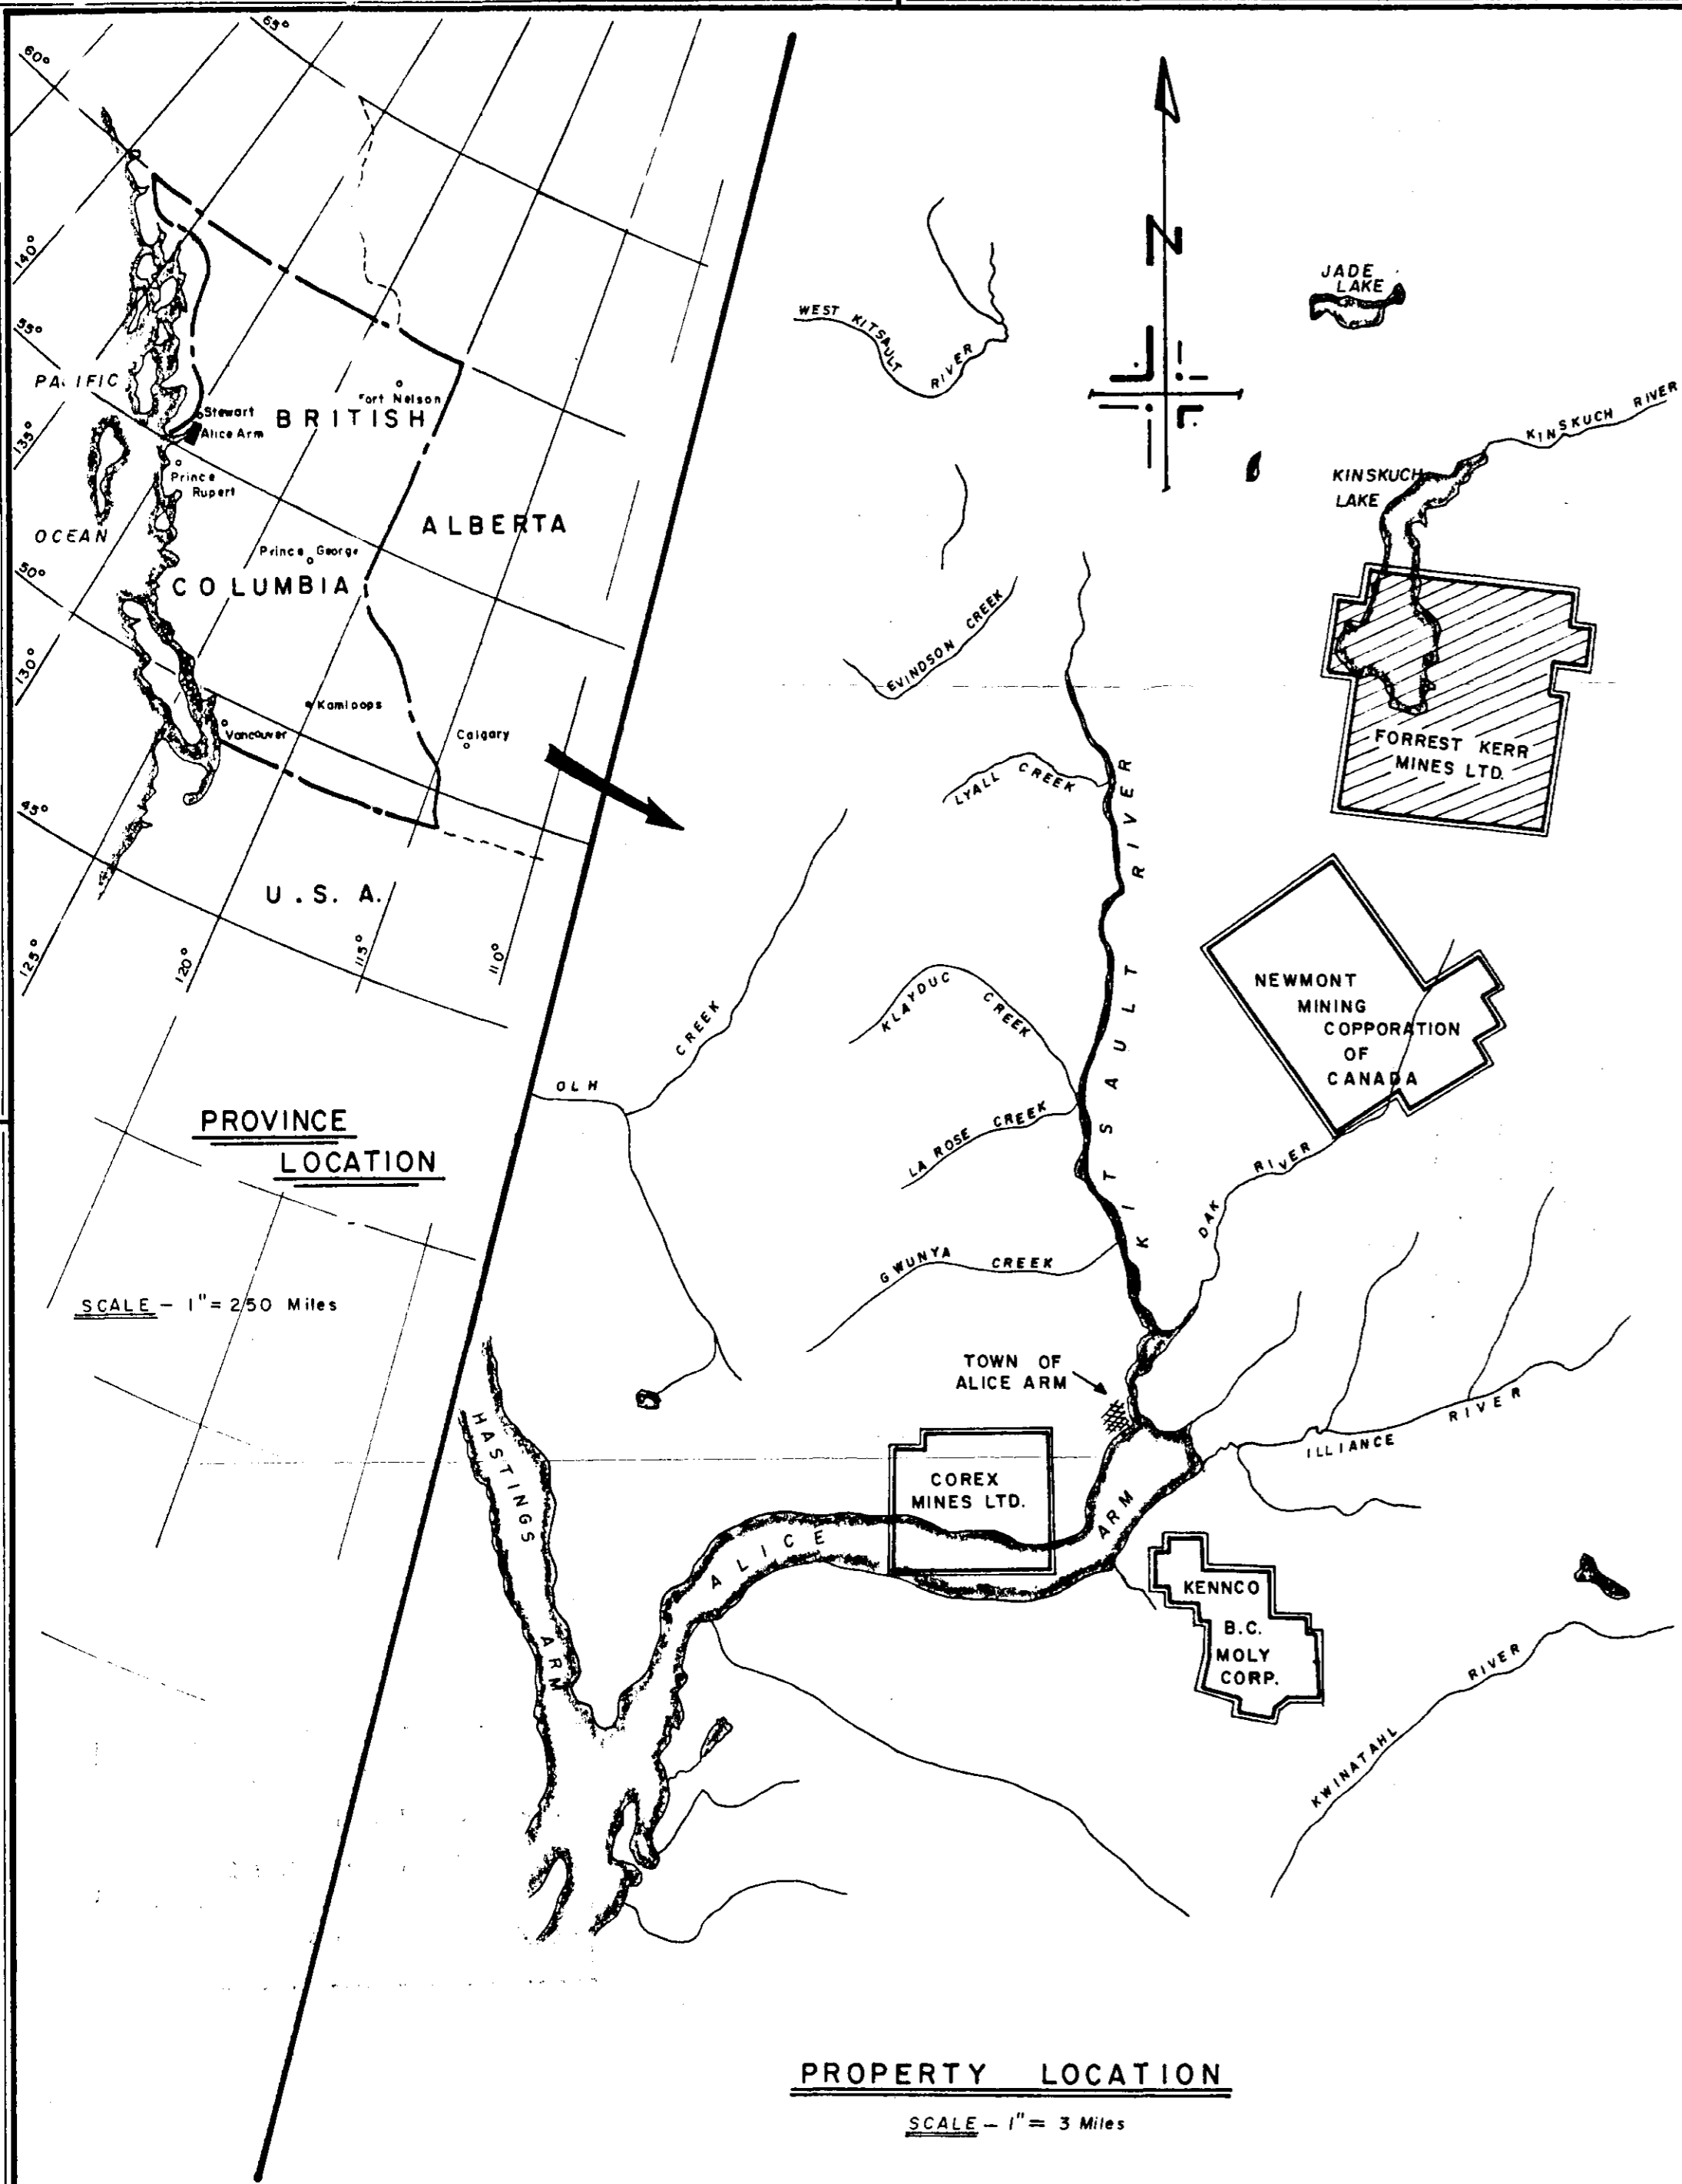 65°
60°
140°
55°
PA IFIC
135°
Stewart
Alice Arm
Fort Nelson
BRITISH
Prince
Rupert
OCEAN
ALBERTA
Prince George
50°
COLUMBIA
130°
Kamloops
Vancouver
Calgary
45°
U.S.A.
125°
120°
115°
110°
PROVINCE
LOCATION
SCALE - 1" = 250 Miles
N
JADE
LAKE
WEST KITSAULT RIVER
KINSKUCH RIVER
KINSKUCH
LAKE
EVINDSON CREEK
FORREST KERR
MINES LTD.
LYALL CREEK
KITSAULT RIVER
NEWMONT
MINING
COPPORATION
OF
CANADA
KLAYDUC CREEK
OLH CREEK
LA ROSE CREEK
DAK RIVER
GWUNYA CREEK
TOWN OF
ALICE ARM
ILLIANCE RIVER
HASTINGS ARM
COREX
MINES LTD.
ALICE ARM
KENNCO
B.C.
MOLY
CORP.
KWINATAHL RIVER
PROPERTY LOCATION
SCALE - 1" = 3 Miles